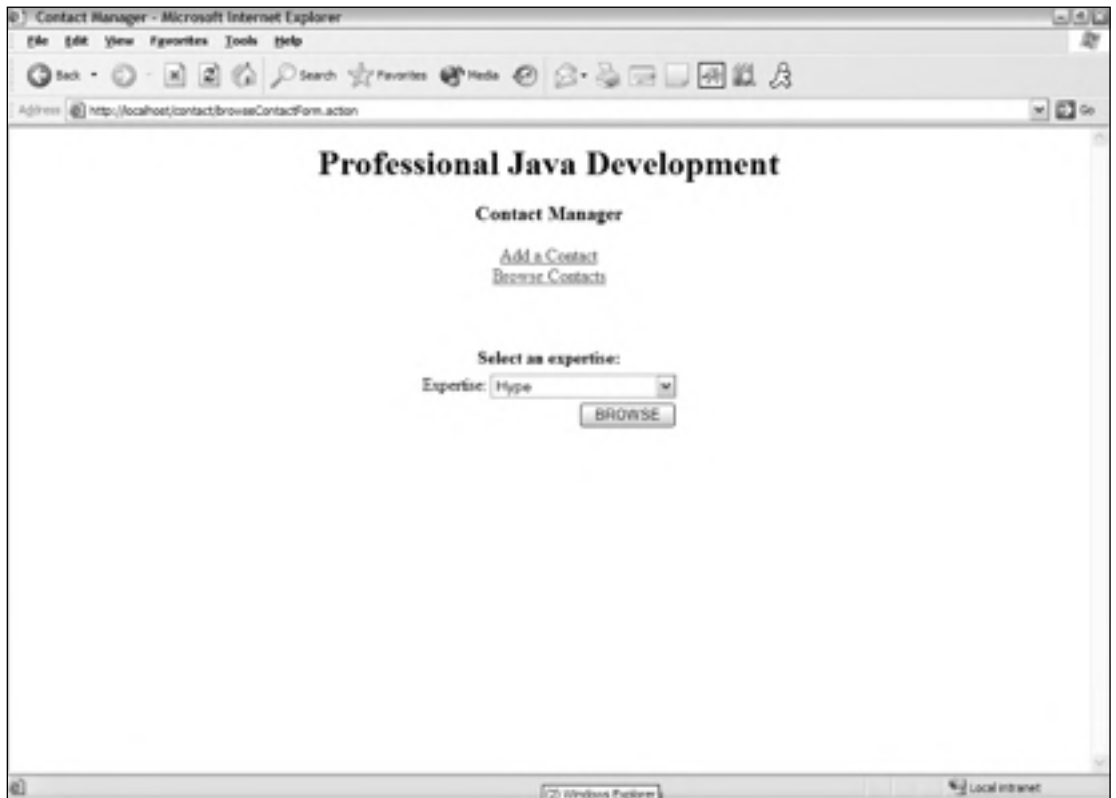 Contact Manager - Microsoft Internet Explorer
File Edit View Favorites Tools Help
Back Search Favorites Media
Address http://localhost/contact/browseContactForm.action Go
Professional Java Development
Contact Manager
Add a Contact
Browse Contacts
Select an expertise:
Expertise: Hype
BROWSE
(2) Windows Explorer
Local intranet